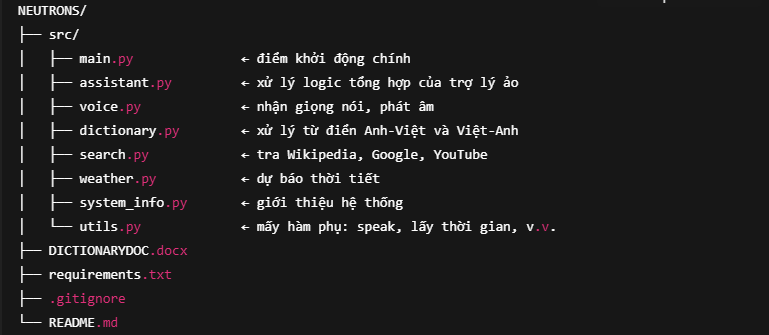 NEUTRONS/
├── src/
│   ├── main.py              ← điểm khởi động chính
│   ├── assistant.py         ← xử lý logic tổng hợp của trợ lý ảo
│   ├── voice.py             ← nhận giọng nói, phát âm
│   ├── dictionary.py        ← xử lý từ điển Anh-Việt và Việt-Anh
│   ├── search.py            ← tra Wikipedia, Google, YouTube
│   ├── weather.py           ← dự báo thời tiết
│   ├── system_info.py       ← giới thiệu hệ thống
│   └── utils.py             ← mấy hàm phụ: speak, lấy thời gian, v.v.
├── DICTIONARYDOC.docx
├── requirements.txt
├── .gitignore
└── README.md